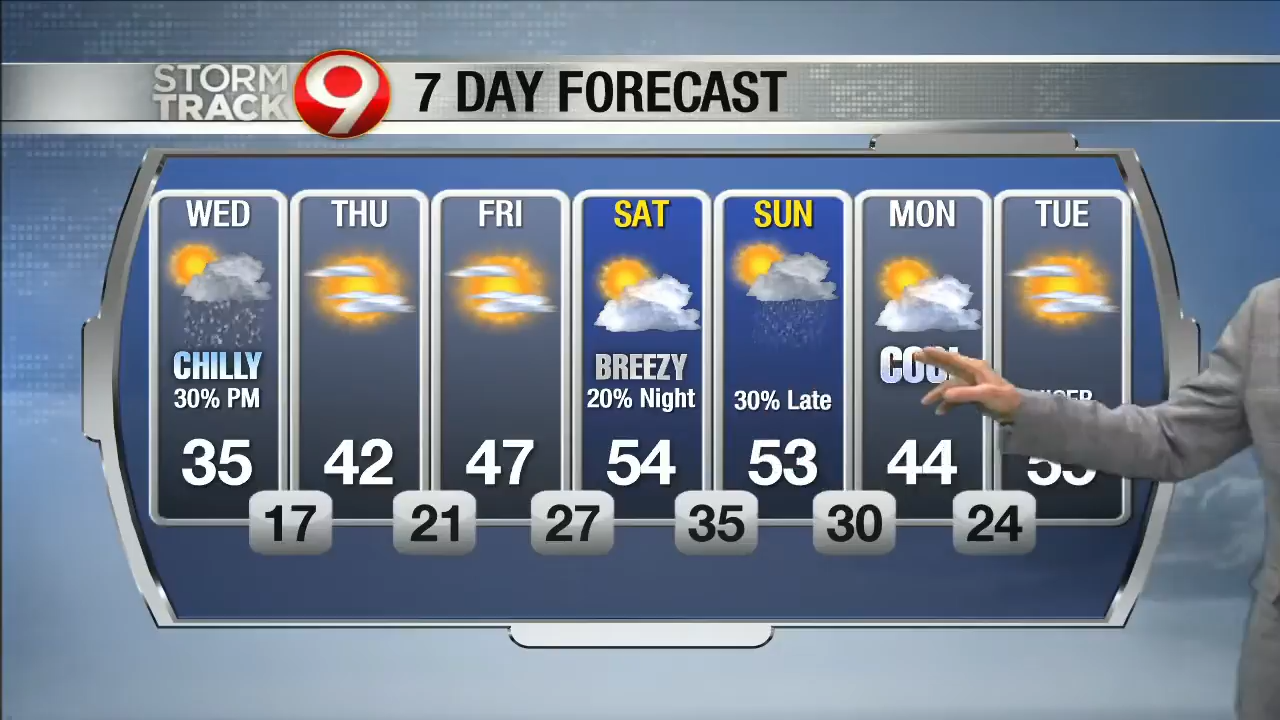 STORM
TRACK
9
7 DAY FORECAST
WED
THU
FRI
SAT
SUN
MON
TUE
CHILLY
30% PM
BREEZY
20% Night
30% Late
35
42
47
54
53
44
17
21
27
35
30
24